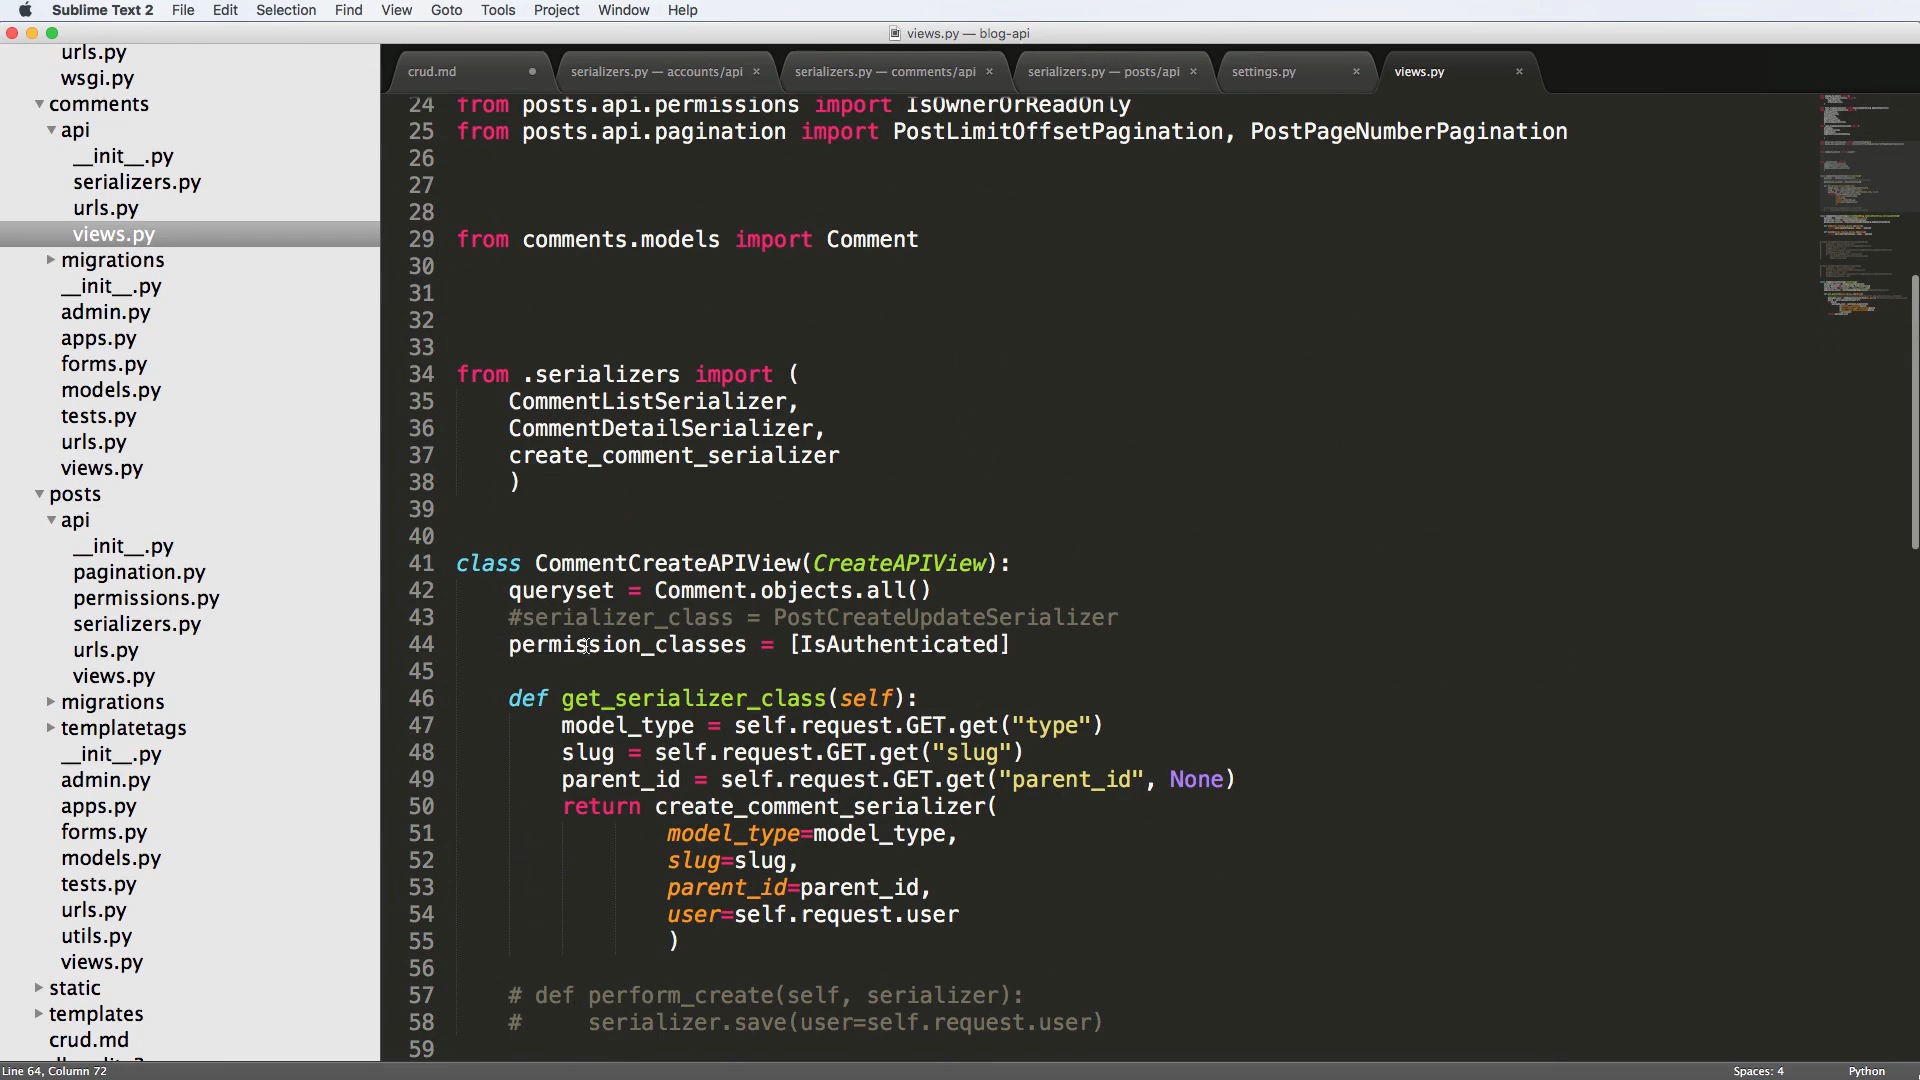 Sublime Text 2 File Edit Selection Find View Goto Tools Project Window Help
views.py — blog-api
urls.py
wsgi.py
comments
api
__init__.py
serializers.py
urls.py
views.py
migrations
__init__.py
admin.py
apps.py
forms.py
models.py
tests.py
urls.py
views.py
posts
api
__init__.py
pagination.py
permissions.py
serializers.py
urls.py
views.py
migrations
templatetags
__init__.py
admin.py
apps.py
forms.py
models.py
tests.py
urls.py
utils.py
views.py
static
templates
crud.md
crud.md serializers.py — accounts/api serializers.py — comments/api serializers.py — posts/api settings.py views.py
24 from posts.api.permissions import IsOwnerOrReadOnly
25 from posts.api.pagination import PostLimitOffsetPagination, PostPageNumberPagination
26
27
28
29 from comments.models import Comment
30
31
32
33
34 from .serializers import (
35 CommentListSerializer,
36 CommentDetailSerializer,
37 create_comment_serializer
38 )
39
40
41 class CommentCreateAPIView(CreateAPIView):
42 queryset = Comment.objects.all()
43 #serializer_class = PostCreateUpdateSerializer
44 permission_classes = [IsAuthenticated]
45
46 def get_serializer_class(self):
47 model_type = self.request.GET.get("type")
48 slug = self.request.GET.get("slug")
49 parent_id = self.request.GET.get("parent_id", None)
50 return create_comment_serializer(
51 model_type=model_type,
52 slug=slug,
53 parent_id=parent_id,
54 user=self.request.user
55 )
56
57 # def perform_create(self, serializer):
58 #     serializer.save(user=self.request.user)
59
Line 64, Column 72 Spaces: 4 Python